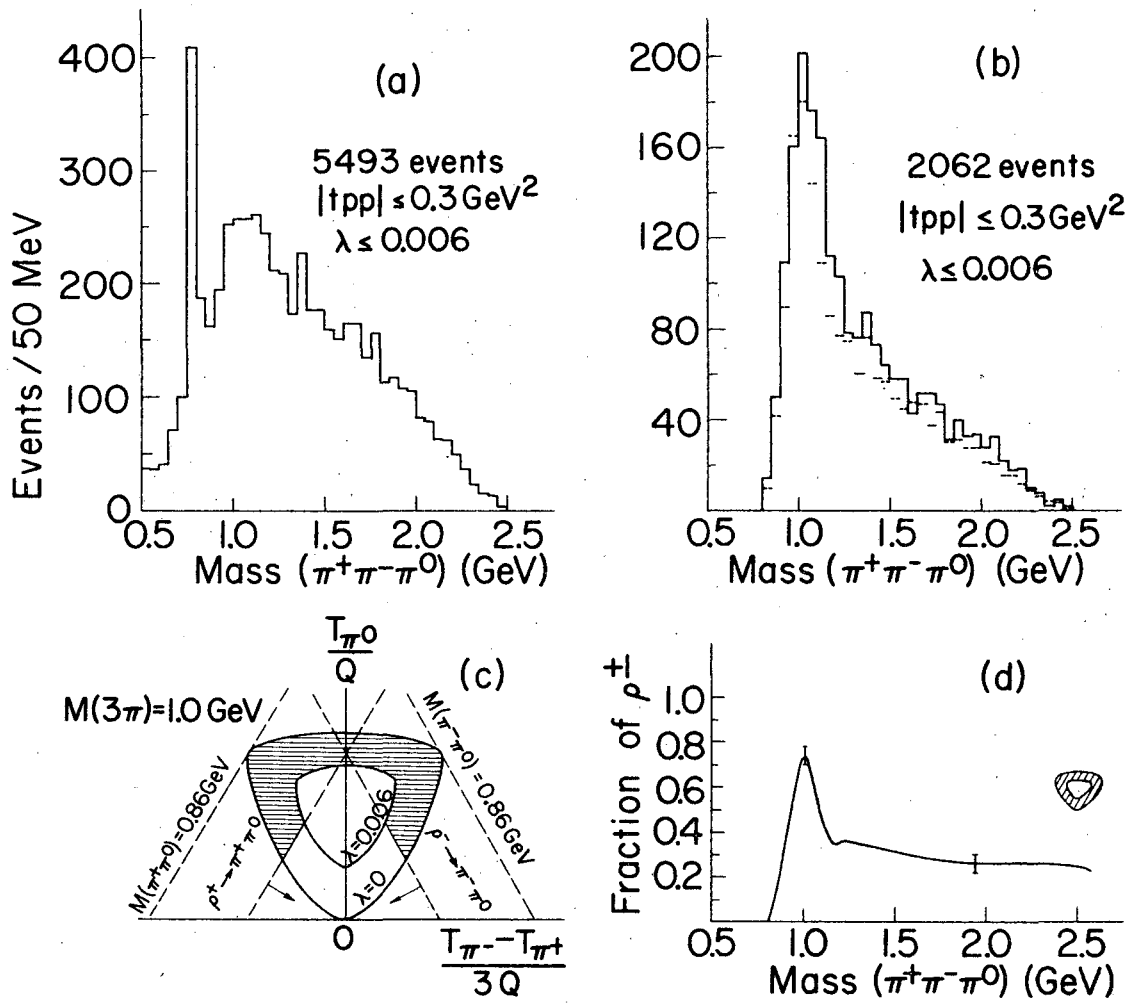 (a)
5493 events
|tpp| ≤ 0.3 GeV²
λ ≤ 0.006
Events / 50 MeV
400
300
200
100
0
0.5 1.0 1.5 2.0 2.5
Mass (π⁺π⁻π⁰) (GeV)
(b)
2062 events
|tpp| ≤ 0.3 GeV²
λ ≤ 0.006
200
160
120
80
40
0.5 1.0 1.5 2.0 2.5
Mass (π⁺π⁻π⁰) (GeV)
(c)
Tπ⁰
Q
M(3π)=1.0 GeV
M(π⁺π⁰)=0.86GeV
M(π⁻π⁰)=0.86GeV
ρ⁺→π⁺π⁰
ρ⁻→π⁻π⁰
λ=0.006
λ=0
0
Tπ⁻-Tπ⁺
3Q
(d)
Fraction of ρ±
1.0
0.8
0.6
0.4
0.2
0.5 1.0 1.5 2.0 2.5
Mass (π⁺π⁻π⁰) (GeV)